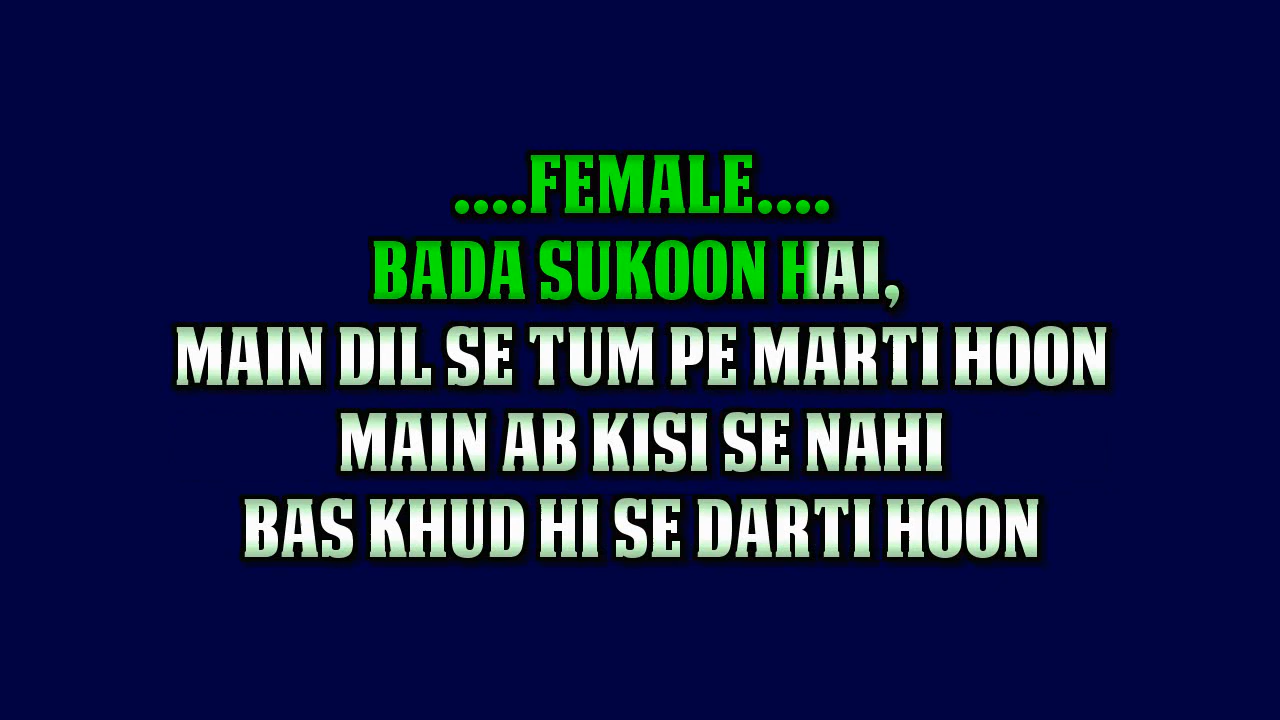 ....FEMALE....
BADA SUKOON HAI,
MAIN DIL SE TUM PE MARTI HOON
MAIN AB KISI SE NAHI
BAS KHUD HI SE DARTI HOON